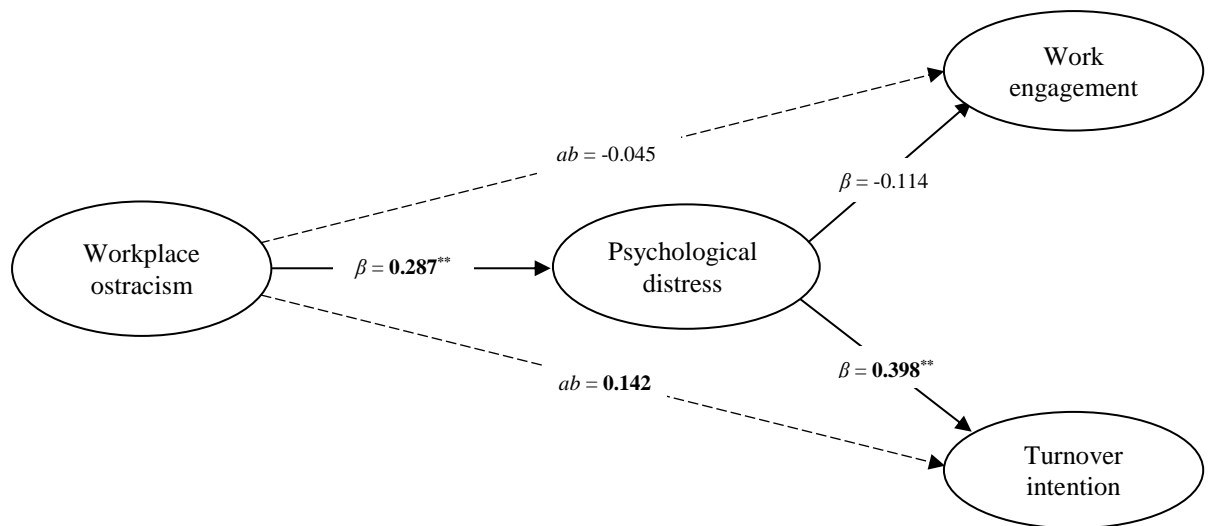 Work
engagement
ab = -0.045
β = -0.114
Workplace
ostracism
β = 0.287**
Psychological
distress
ab = 0.142
β = 0.398**
Turnover
intention